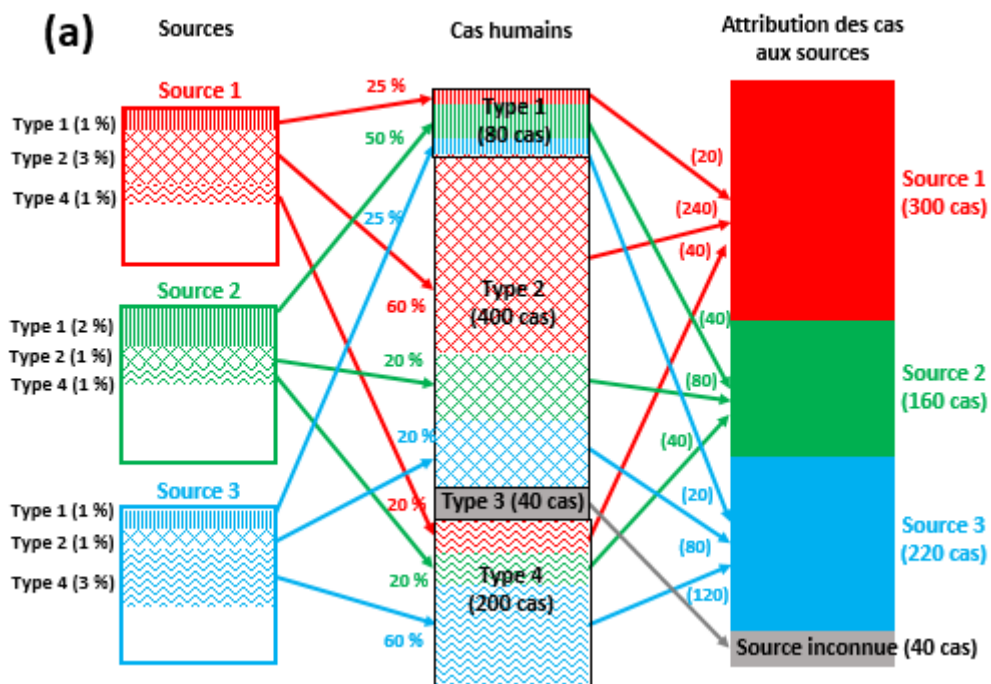 (a)
Sources
Cas humains
Attribution des cas
aux sources
Source 1
Type 1 (1 %)
Type 2 (3 %)
Type 4 (1 %)
Source 2
Type 1 (2 %)
Type 2 (1 %)
Type 4 (1 %)
Source 3
Type 1 (1 %)
Type 2 (1 %)
Type 4 (3 %)
25 %
50 %
25 %
60 %
20 %
20 %
20 %
20 %
60 %
Type 1
(80 cas)
Type 2
(400 cas)
Type 3 (40 cas)
Type 4
(200 cas)
(20)
(240)
(40)
(40)
(80)
(40)
(20)
(80)
(120)
Source 1
(300 cas)
Source 2
(160 cas)
Source 3
(220 cas)
Source inconnue (40 cas)